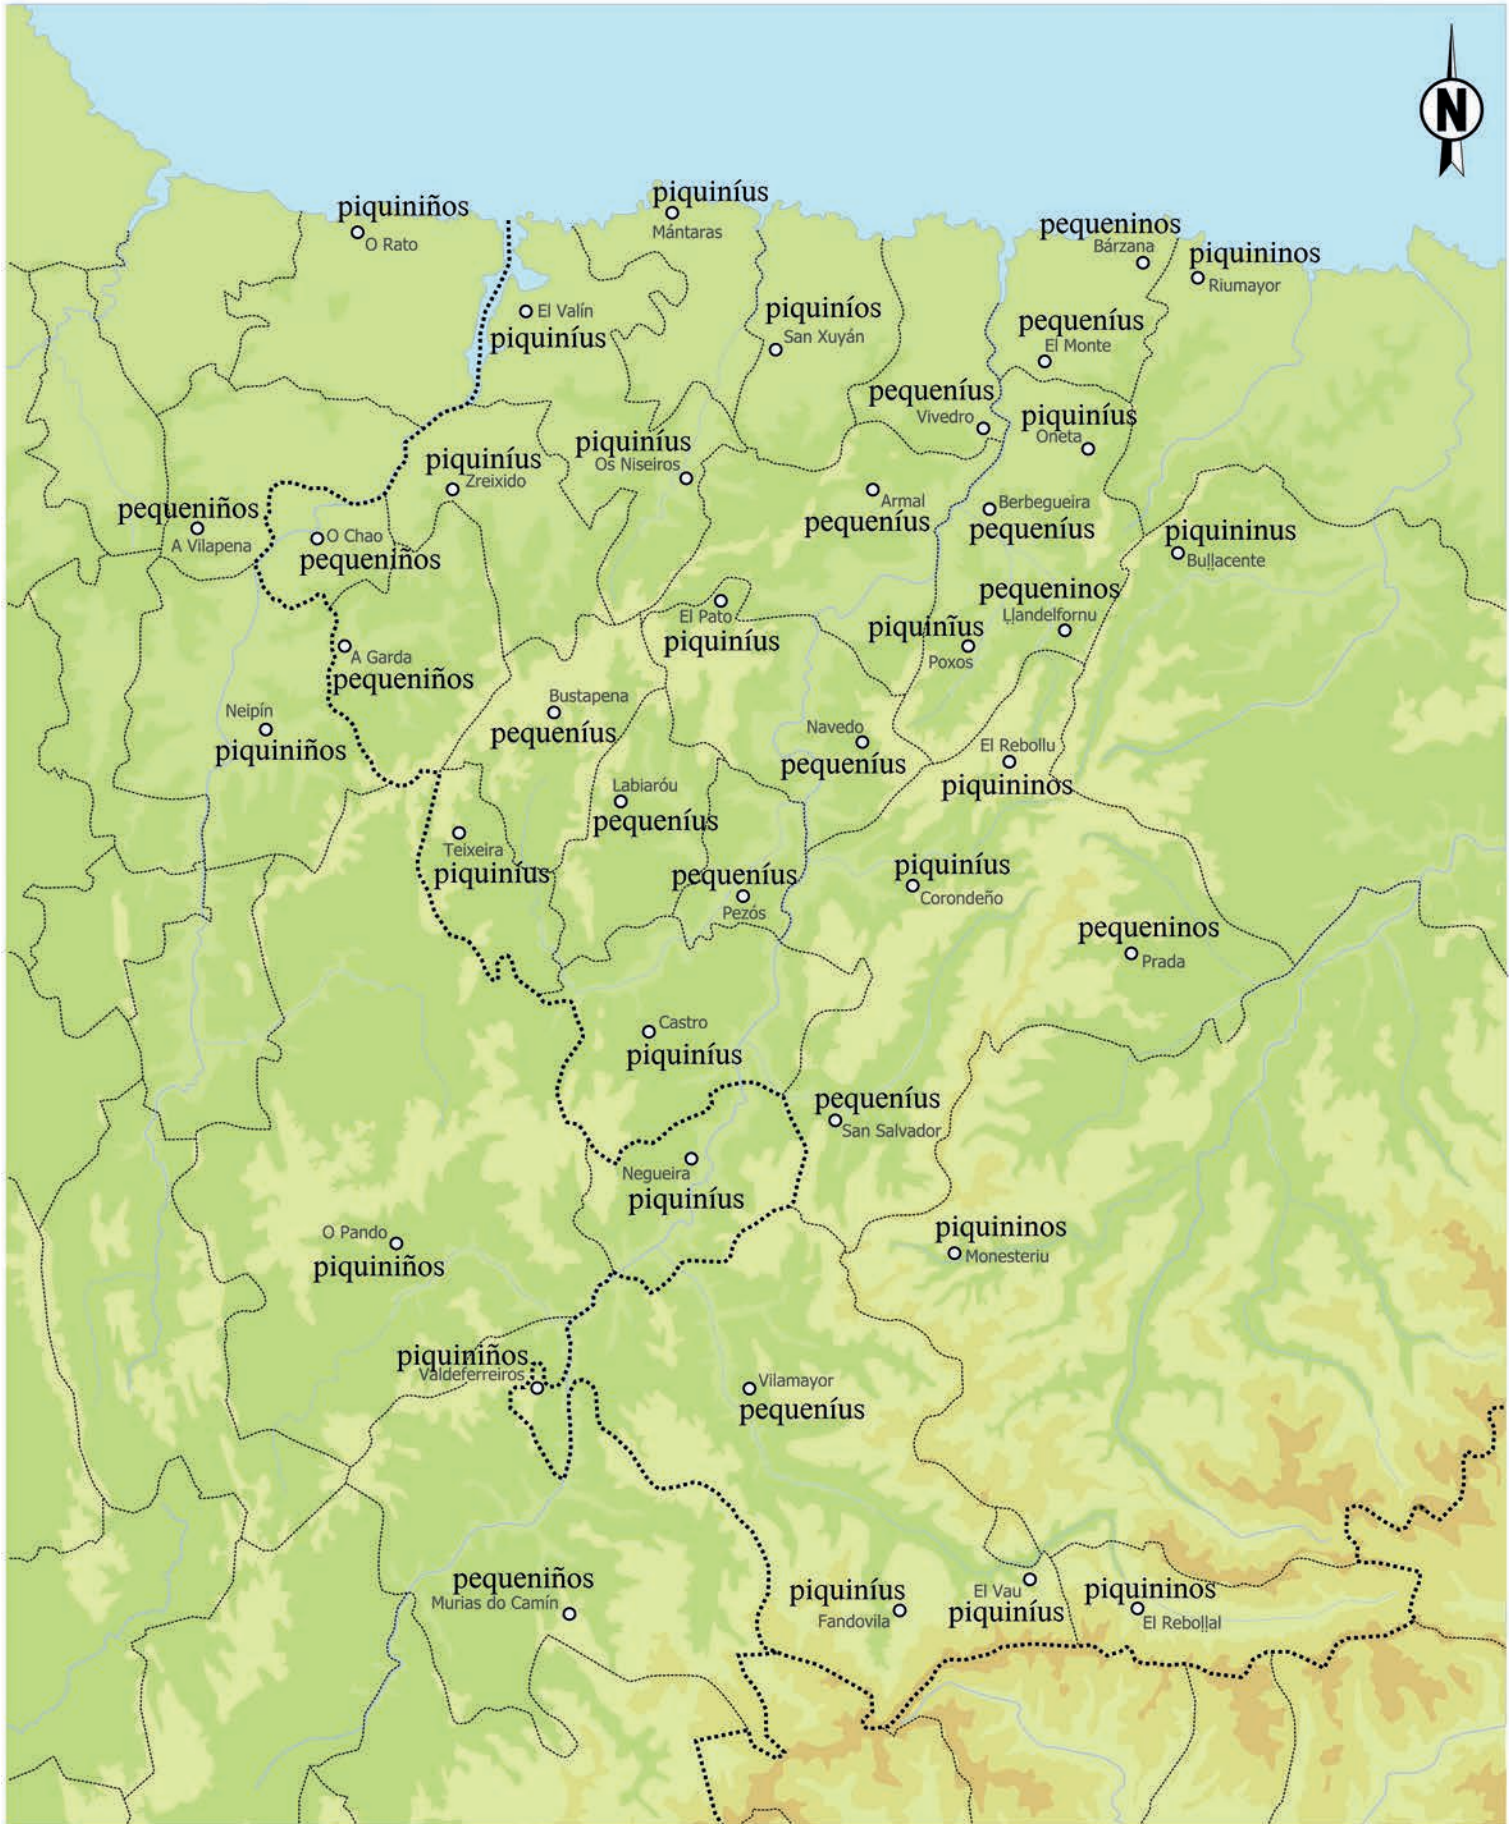 N
piquiníus
Mántaras
piquiniños
O Rato
pequeninos
Bárzana
piquininos
Riumayor
El Valín
piquiníus
piquiníos
San Xuyán
pequeníus
El Monte
pequeníus
Vivedro
piquiníus
Oneta
piquiníus
Os Niseiros
piquiníus
Zreixido
pequeniños
A Vilapena
O Chao
pequeniños
Armal
pequeníus
Berbegueira
pequeníus
piquininus
Buḷḷacente
pequeninos
Ḷḷandelfornu
El Pato
piquiníus
piquinĩus
Poxos
A Garda
pequeniños
Neipín
piquiniños
Bustapena
pequeníus
Navedo
pequeníus
El Rebollu
piquininos
Labiaróu
pequeníus
Teixeira
piquiníus
pequeníus
Pezós
piquiníus
Corondeño
pequeninos
Prada
Castro
piquiníus
pequeníus
San Salvador
Negueira
piquiníus
O Pando
piquiniños
piquininos
Monesteriu
piquiniños
Valdeferreiros
Vilamayor
pequeníus
pequeniños
Murias do Camín
piquiníus
Fandovila
El Vau
piquiníus
piquininos
El Reboḷḷal